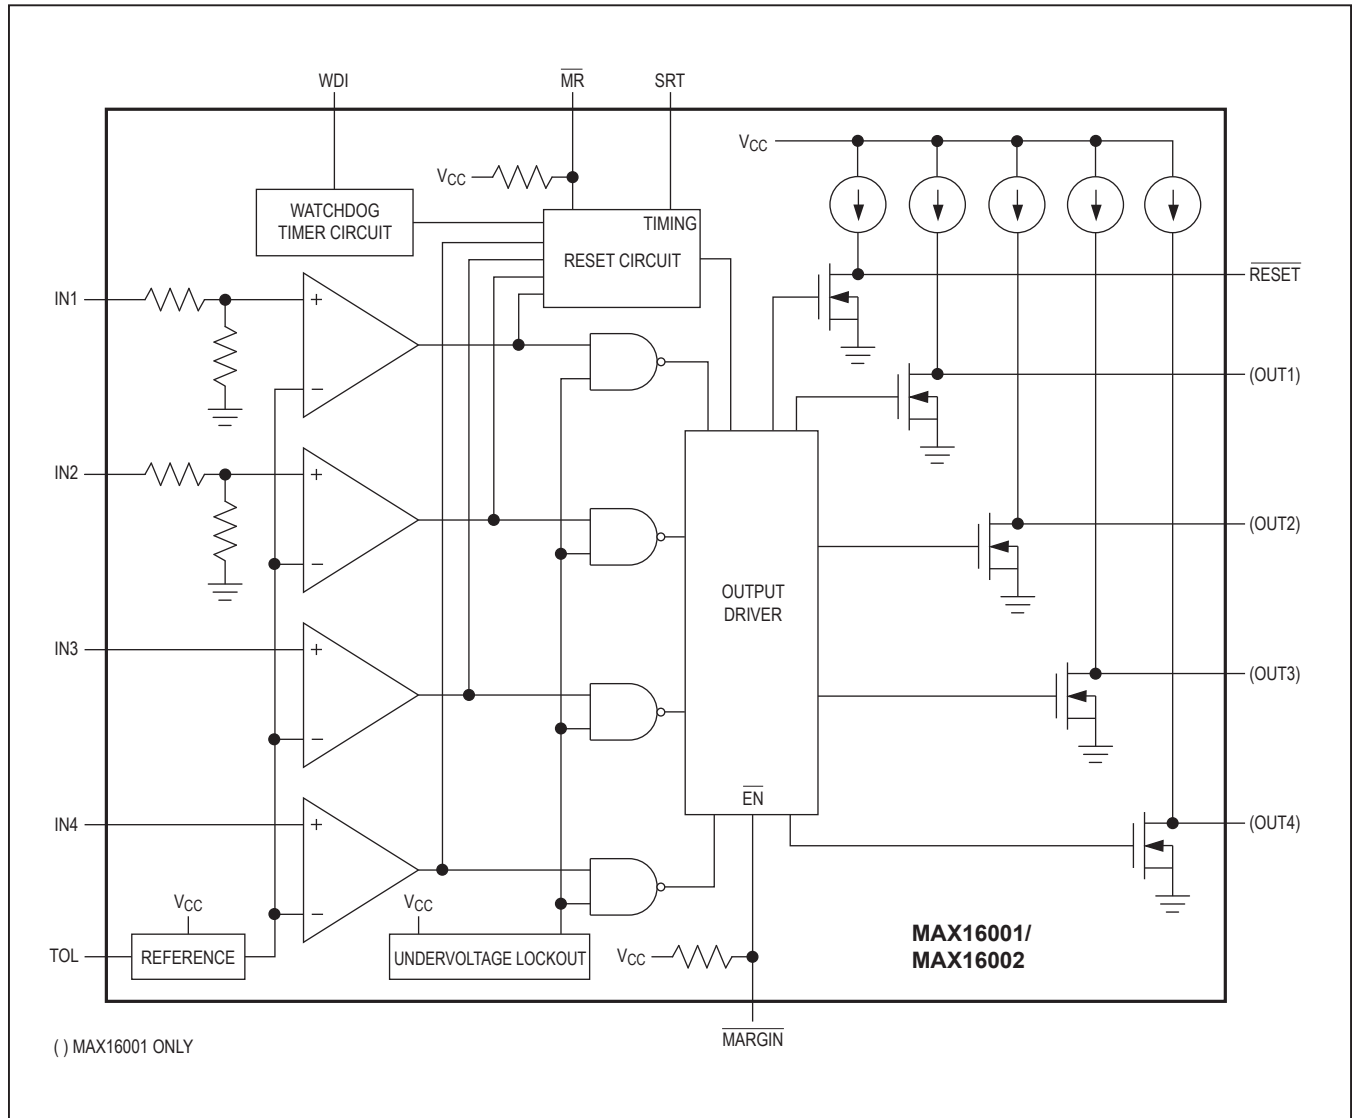 WDI
MR
SRT
VCC
VCC
WATCHDOG
TIMER CIRCUIT
TIMING
RESET CIRCUIT
RESET
IN1
+
−
(OUT1)
IN2
+
−
(OUT2)
OUTPUT
DRIVER
IN3
+
−
(OUT3)
EN
IN4
+
−
(OUT4)
VCC
VCC
TOL
REFERENCE
UNDERVOLTAGE LOCKOUT
VCC
MAX16001/
MAX16002
MARGIN
( ) MAX16001 ONLY